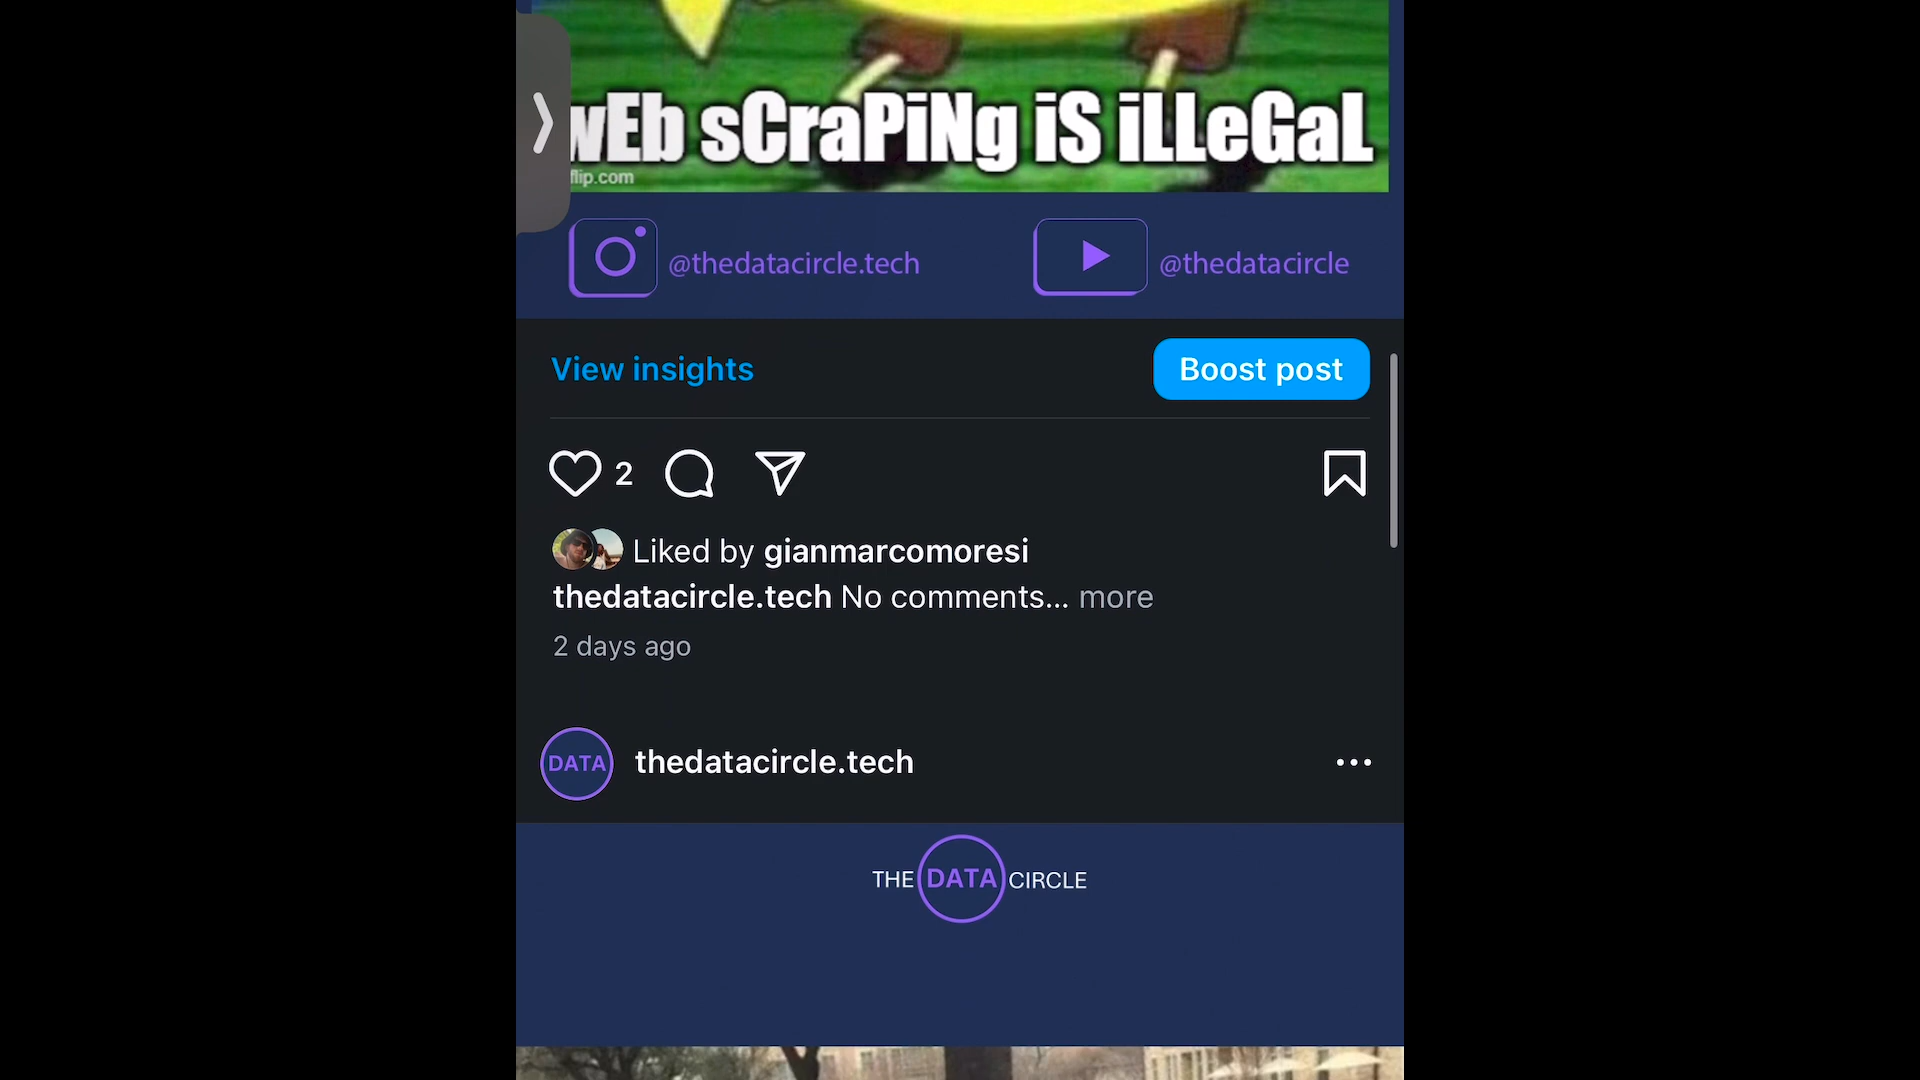 wEb sCraPiNg iS iLLeGaL
flip.com
@thedatacircle.tech
@thedatacircle
View insights
Boost post
2
Liked by gianmarcomoresi
thedatacircle.tech No comments... more
2 days ago
DATA
thedatacircle.tech
THE DATA CIRCLE